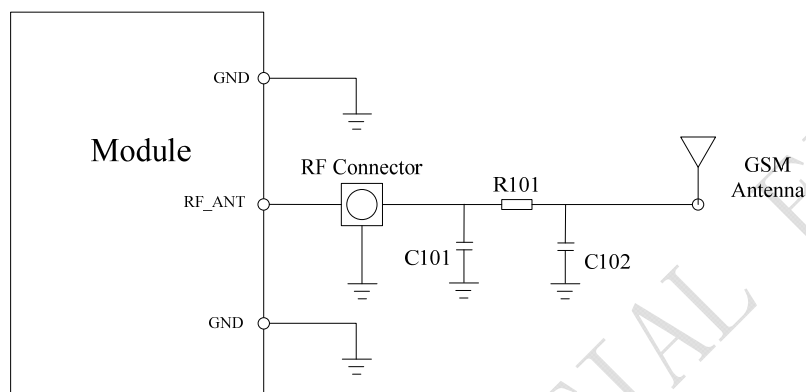 GND
Module
RF Connector
GSM
Antenna
R101
RF_ANT
C101
C102
GND